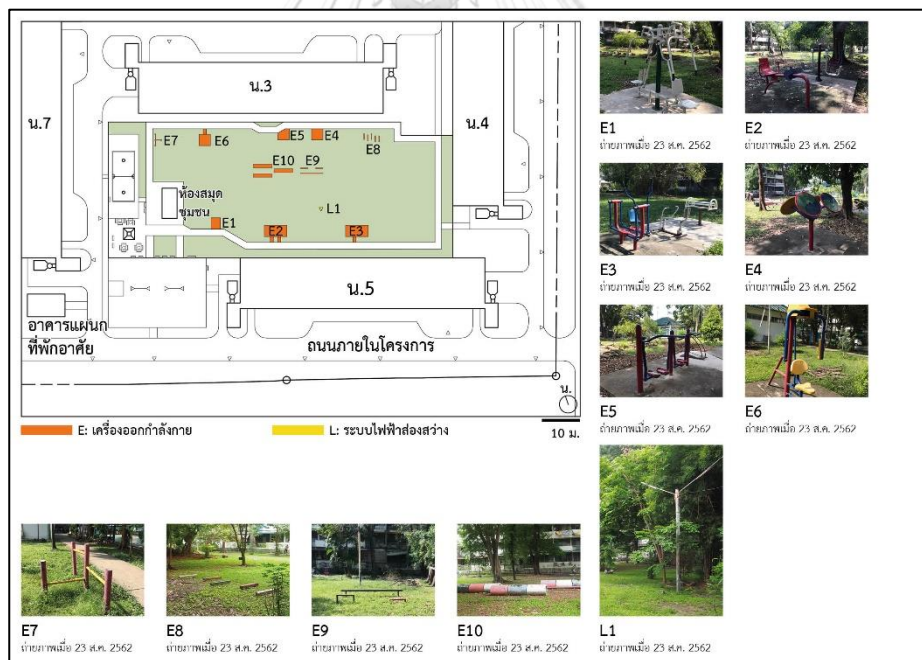 น.3
น.7
น.4
E7
E6
E5
E4
E8
E10
E9
ห้องสมุด
ชุมชน
E1
L1
E2
E3
น.5
อาคารแผนก
ที่พักอาศัย
ถนนภายในโครงการ
น.
E: เครื่องออกกำลังกาย
L: ระบบไฟฟ้าส่องสว่าง
10 ม.
E1
ถ่ายภาพเมื่อ 23 ส.ค. 2562
E2
ถ่ายภาพเมื่อ 23 ส.ค. 2562
E3
ถ่ายภาพเมื่อ 23 ส.ค. 2562
E4
ถ่ายภาพเมื่อ 23 ส.ค. 2562
E5
ถ่ายภาพเมื่อ 23 ส.ค. 2562
E6
ถ่ายภาพเมื่อ 23 ส.ค. 2562
E7
ถ่ายภาพเมื่อ 23 ส.ค. 2562
E8
ถ่ายภาพเมื่อ 23 ส.ค. 2562
E9
ถ่ายภาพเมื่อ 23 ส.ค. 2562
E10
ถ่ายภาพเมื่อ 23 ส.ค. 2562
L1
ถ่ายภาพเมื่อ 23 ส.ค. 2562